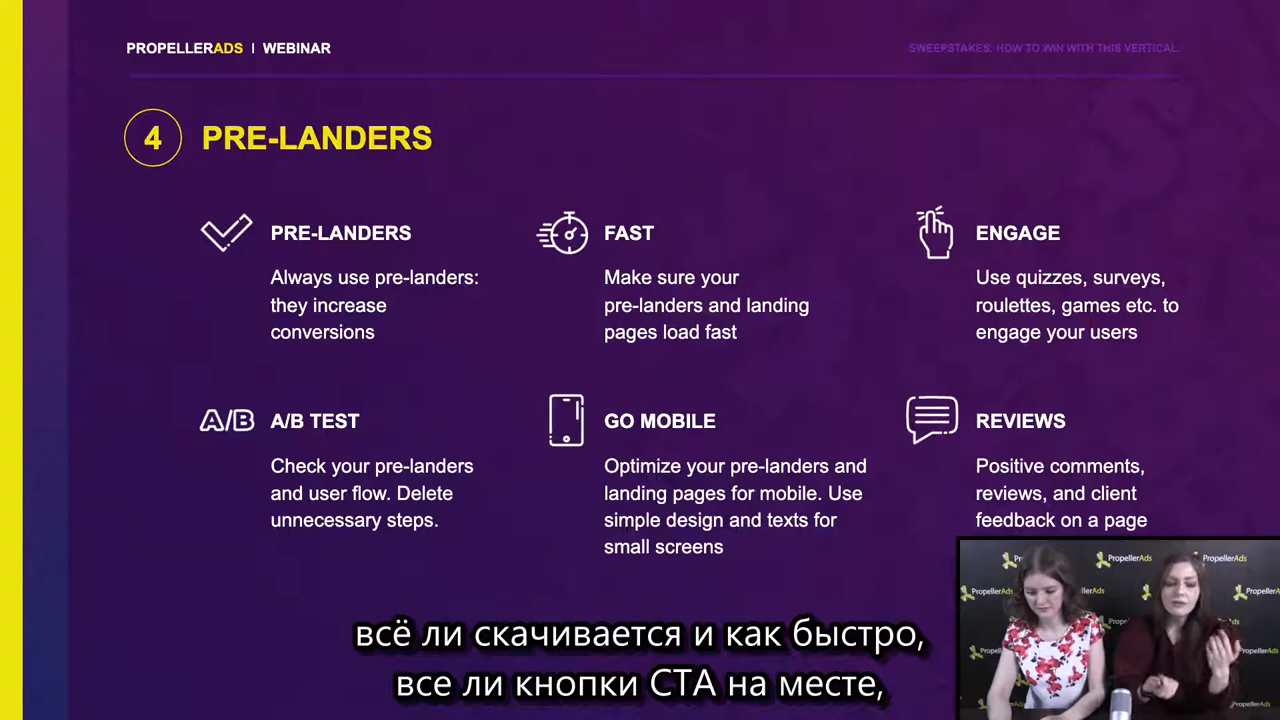 PROPELLERADS | WEBINAR
SWEEPSTAKES: HOW TO WIN WITH THIS VERTICAL.
4 PRE-LANDERS
PRE-LANDERS
Always use pre-landers:
they increase
conversions
FAST
Make sure your
pre-landers and landing
pages load fast
ENGAGE
Use quizzes, surveys,
roulettes, games etc. to
engage your users
A/B A/B TEST
Check your pre-landers
and user flow. Delete
unnecessary steps.
GO MOBILE
Optimize your pre-landers and
landing pages for mobile. Use
simple design and texts for
small screens
REVIEWS
Positive comments,
reviews, and client
feedback on a page
PropellerAds
PropellerAds
PropellerAds
всё ли скачивается и как быстро,
все ли кнопки CTA на месте,